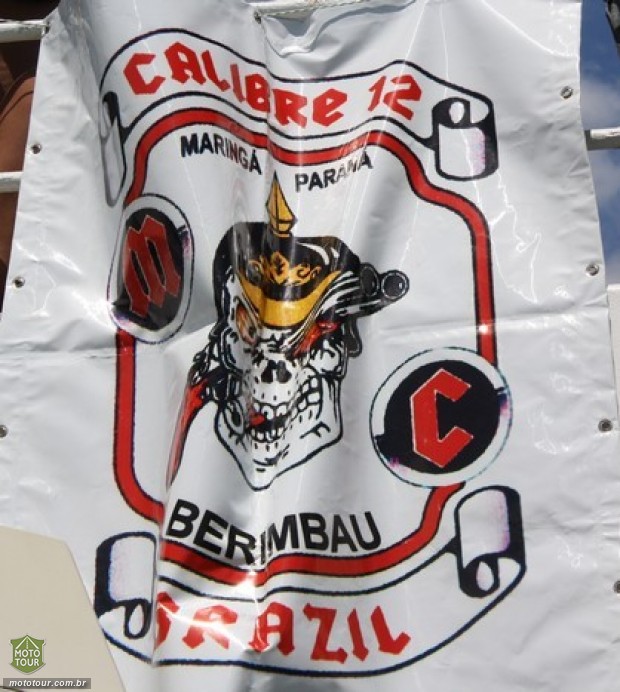 CALIBRE 12
MARINGÁ PARANÁ
M
C
BERIMBAU
BRAZIL
MOTO
TOUR
mototour.com.br